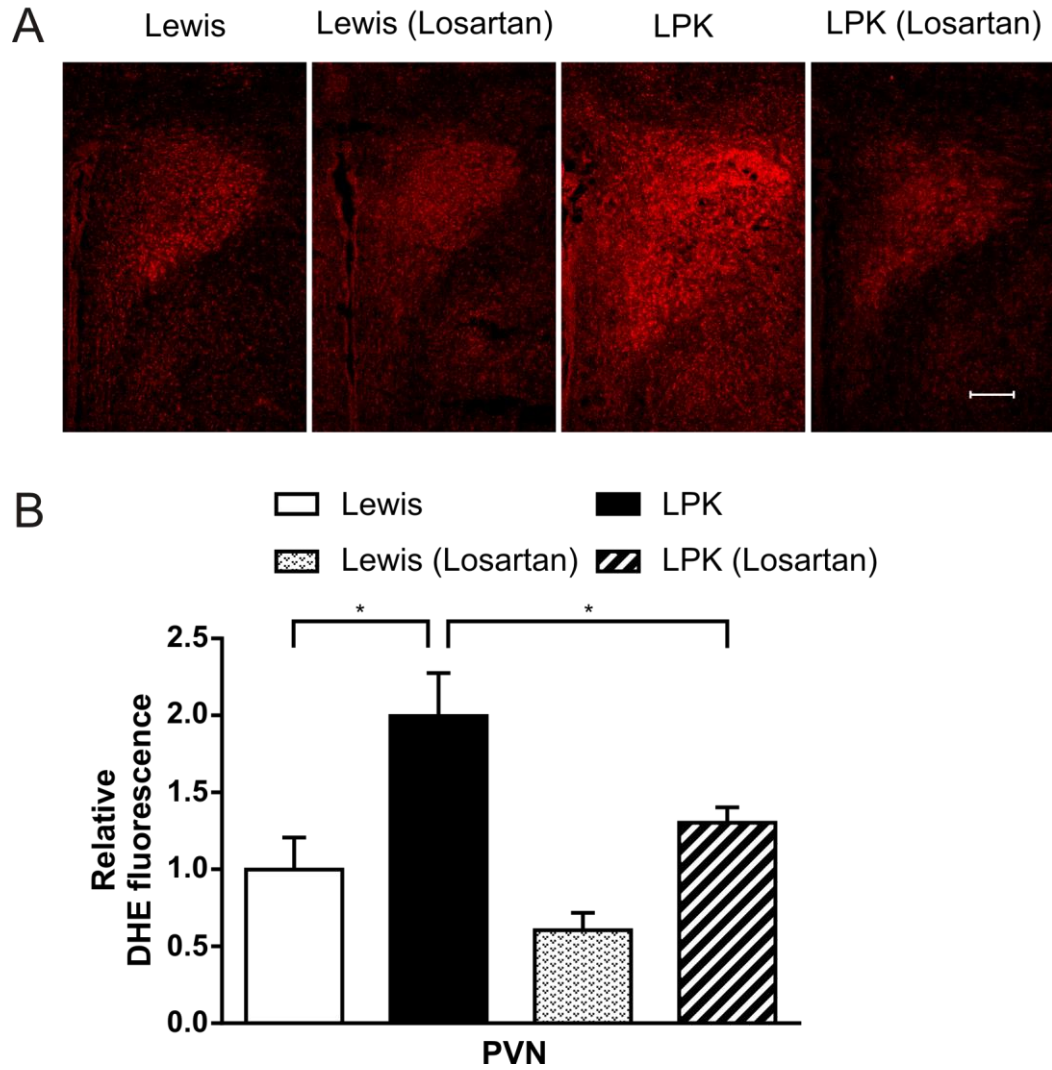 A
Lewis
Lewis (Losartan)
LPK
LPK (Losartan)
B
Lewis
LPK
Lewis (Losartan)
LPK (Losartan)
*
*
2.5
2.0
1.5
1.0
0.5
0.0
Relative
DHE fluorescence
PVN